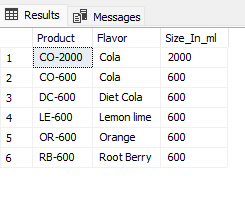 Results Messages
Product Flavor Size_In_ml
1 CO-2000 Cola 2000
2 CO-600 Cola 600
3 DC-600 Diet Cola 600
4 LE-600 Lemon lime 600
5 OR-600 Orange 600
6 RB-600 Root Berry 600